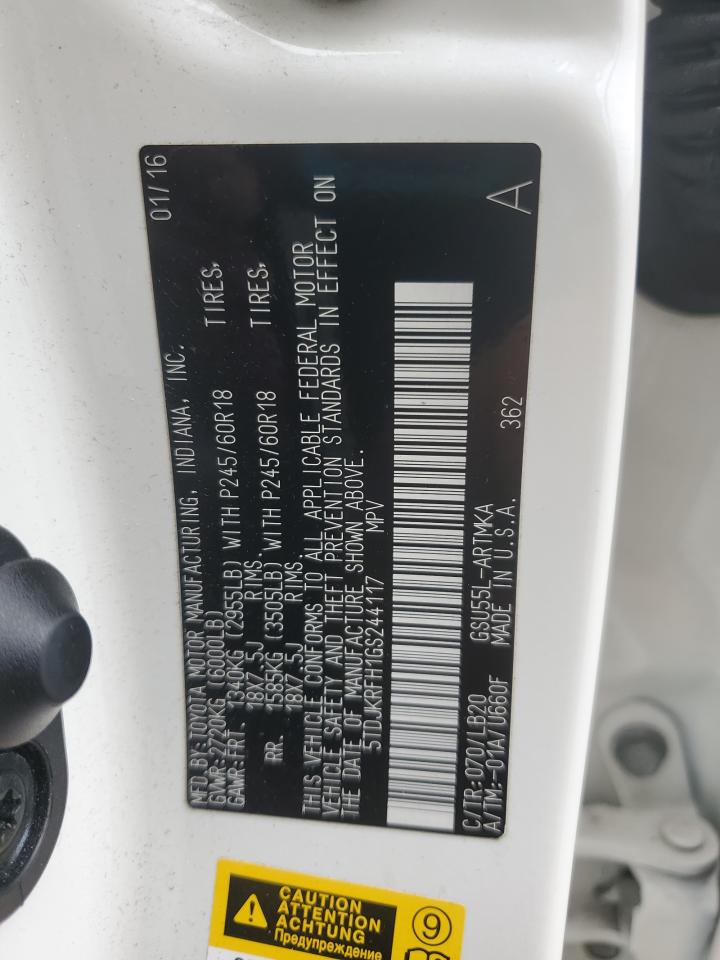 MFD BY:TOYOTA MOTOR MANUFACTURING, INDIANA, INC. 01/16
GVWR:2720KG (6000LB)
GAWR:FRT. 1340KG (2955LB) WITH P245/60R18 TIRES,
18X7.5J RIMS.
RR. 1585KG (3505LB) WITH P245/60R18 TIRES,
18X7.5J RIMS.
THIS VEHICLE CONFORMS TO ALL APPLICABLE FEDERAL MOTOR
VEHICLE SAFETY AND THEFT PREVENTION STANDARDS IN EFFECT ON
THE DATE OF MANUFACTURE SHOWN ABOVE.
5TDJKRFH1GS244117 MPV
C/TR:070/LB20 GSU55L-ARTMKA 362 A
A/TM:-01A/U660F MADE IN U.S.A.
CAUTION
ATTENTION
ACHTUNG
Предупреждение
9